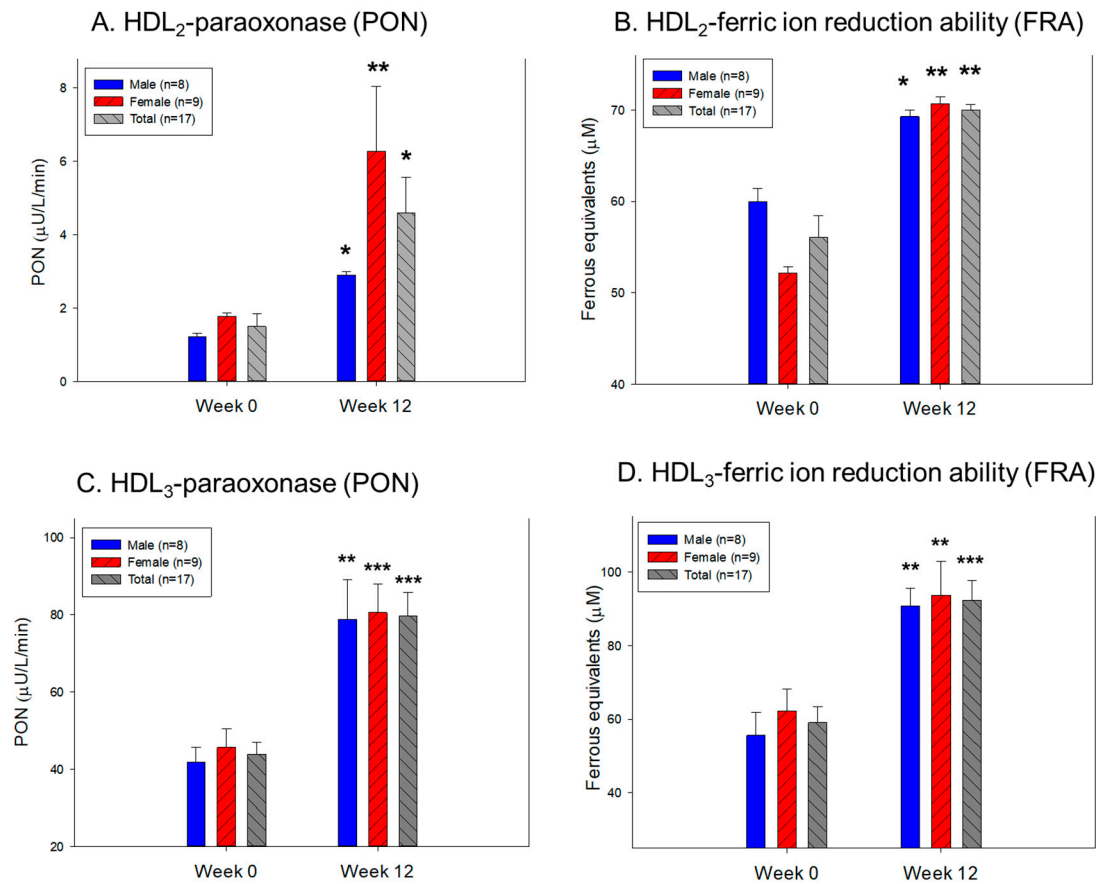 A. HDL₂-paraoxonase (PON)
Male (n=8)
Female (n=9)
Total (n=17)
PON (μU/L/min)
8
6
4
2
0
**
*
*
Week 0
Week 12
B. HDL₂-ferric ion reduction ability (FRA)
Male (n=8)
Female (n=9)
Total (n=17)
Ferrous equivalents (μM)
70
60
50
40
*
**
**
Week 0
Week 12
C. HDL₃-paraoxonase (PON)
Male (n=8)
Female (n=9)
Total (n=17)
PON (μU/L/min)
100
80
60
40
20
**
***
***
Week 0
Week 12
D. HDL₃-ferric ion reduction ability (FRA)
Male (n=8)
Female (n=9)
Total (n=17)
Ferrous equivalents (μM)
100
80
60
40
**
**
***
Week 0
Week 12